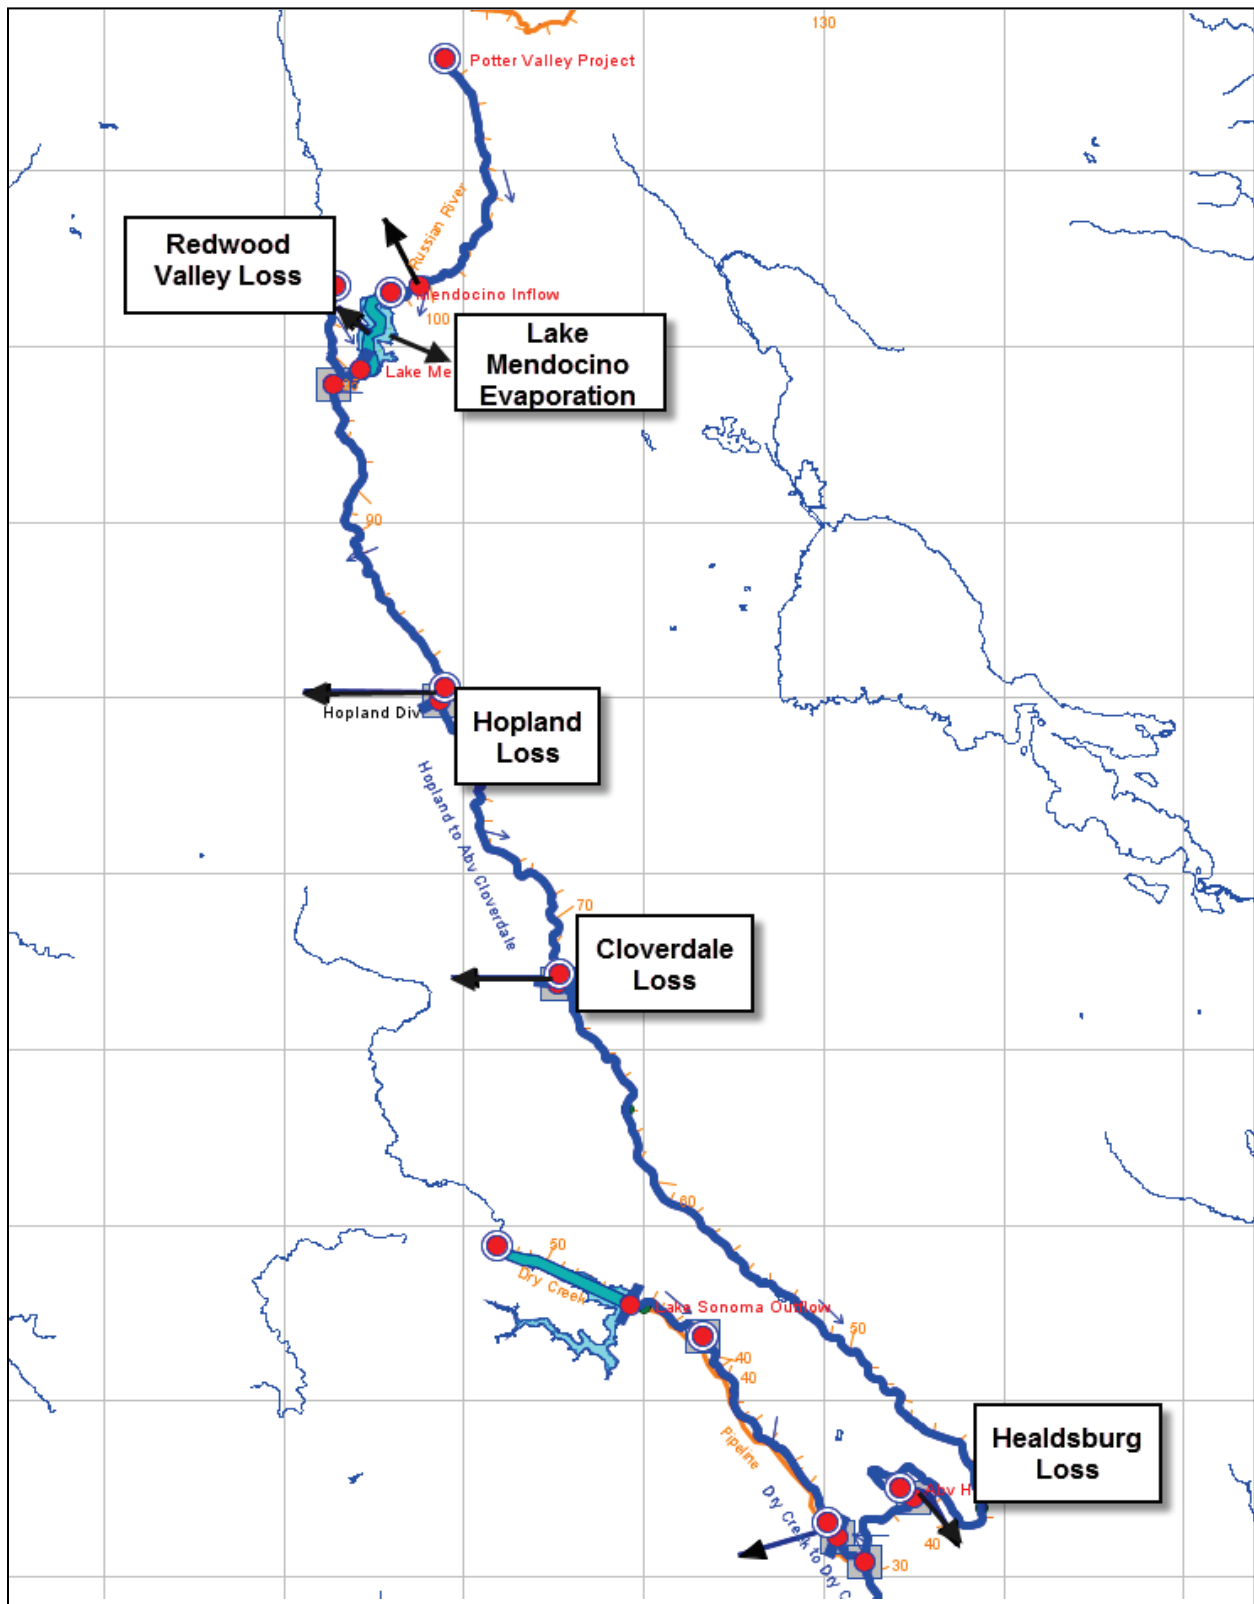 130
Potter Valley Project
Russian River
Redwood
Valley Loss
Mendocino Inflow
100
Lake
Mendocino
Evaporation
Lake Me
90
Hopland Div
Hopland
Loss
Hopland to Abv Cloverdale
70
Cloverdale
Loss
60
50
Dry Creek
Lake Sonoma Outflow
50
40
40
Pipeline
Healdsburg
Loss
Abv H
Dry Creek to Dry C
40
30